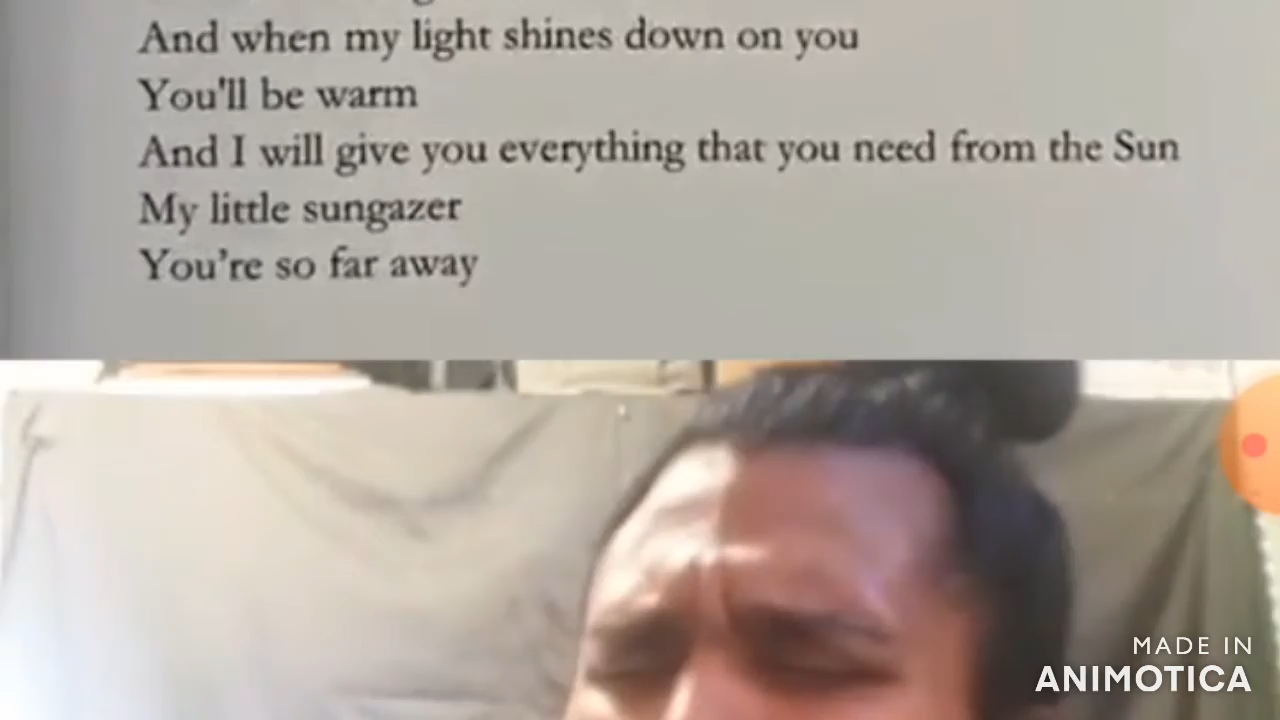 And when my light shines down on you
You'll be warm
And I will give you everything that you need from the Sun
My little sungazer
You're so far away
MADE IN
ANIMOTICA